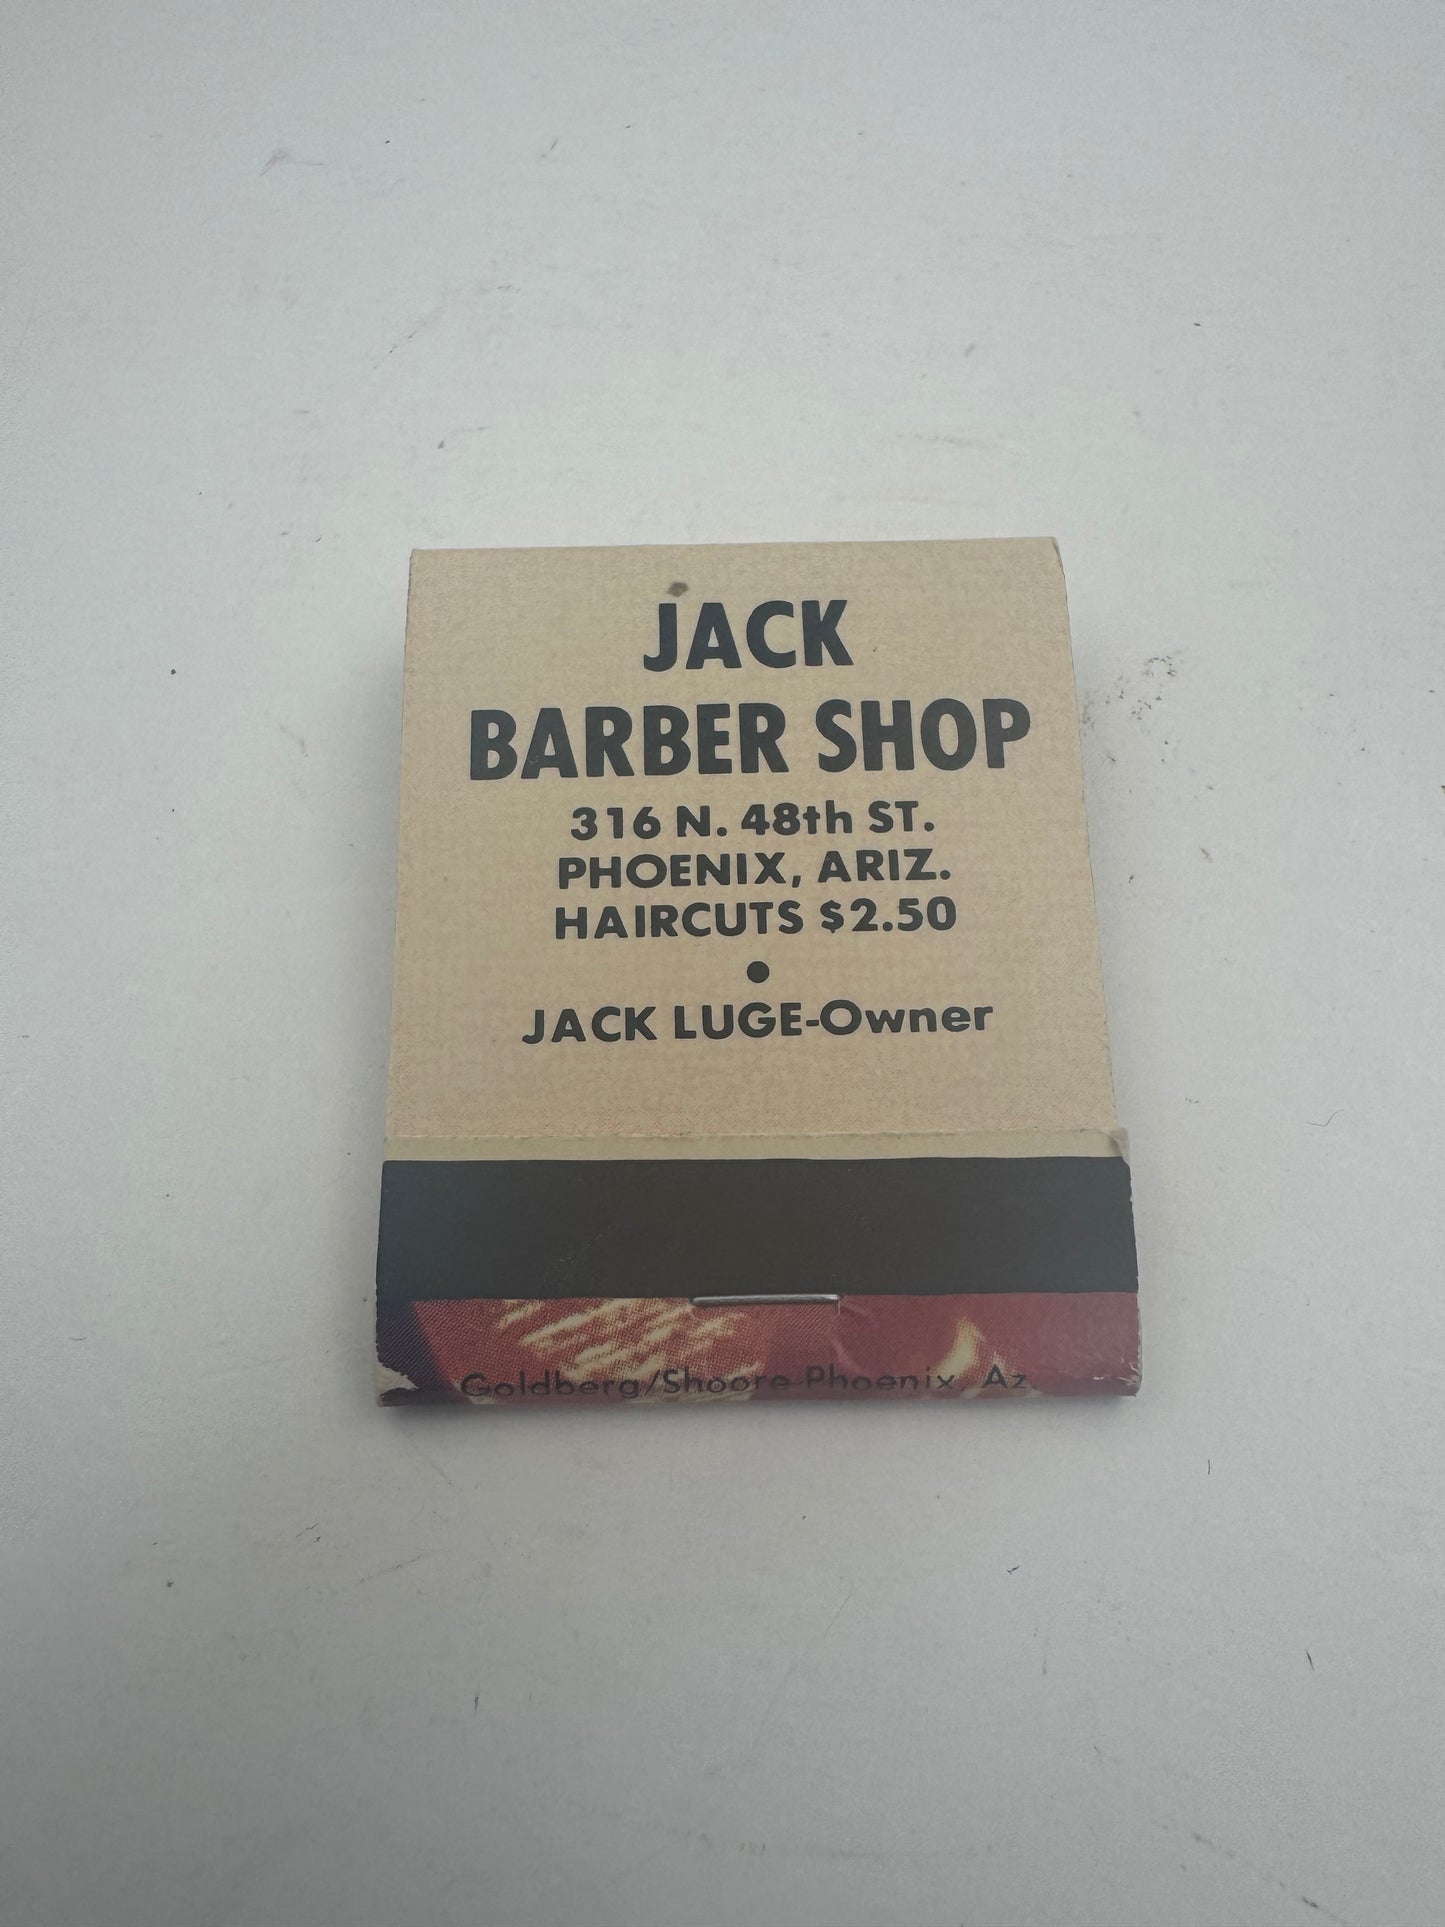 JACK
BARBER SHOP
316 N. 48th ST.
PHOENIX, ARIZ.
HAIRCUTS $2.50
JACK LUGE-Owner
Goldberg/Shoore Phoenix, Az.